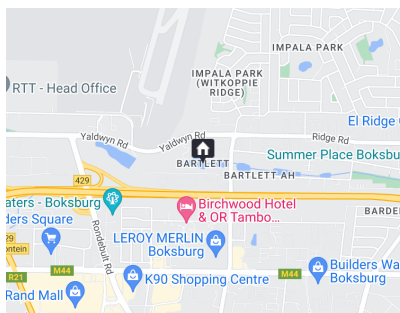 IMPALA PARK
IMPALA PARK
(WITKOPPIE
RIDGE)
RTT - Head Office
El Ridge
Yaldwyn Rd
Yaldwyn Rd
Ridge Rd
Summer Place Boksbu
BARTLETT
BARTLETT AH
429
aters - Boksburg
Birchwood Hotel
& OR Tambo...
BARDE
ders Square
Rondebult Rd
LEROY MERLIN
Boksburg
ontein
R21
M44
K90 Shopping Centre
M44
Builders Wa
Boksburg
Rand Mall